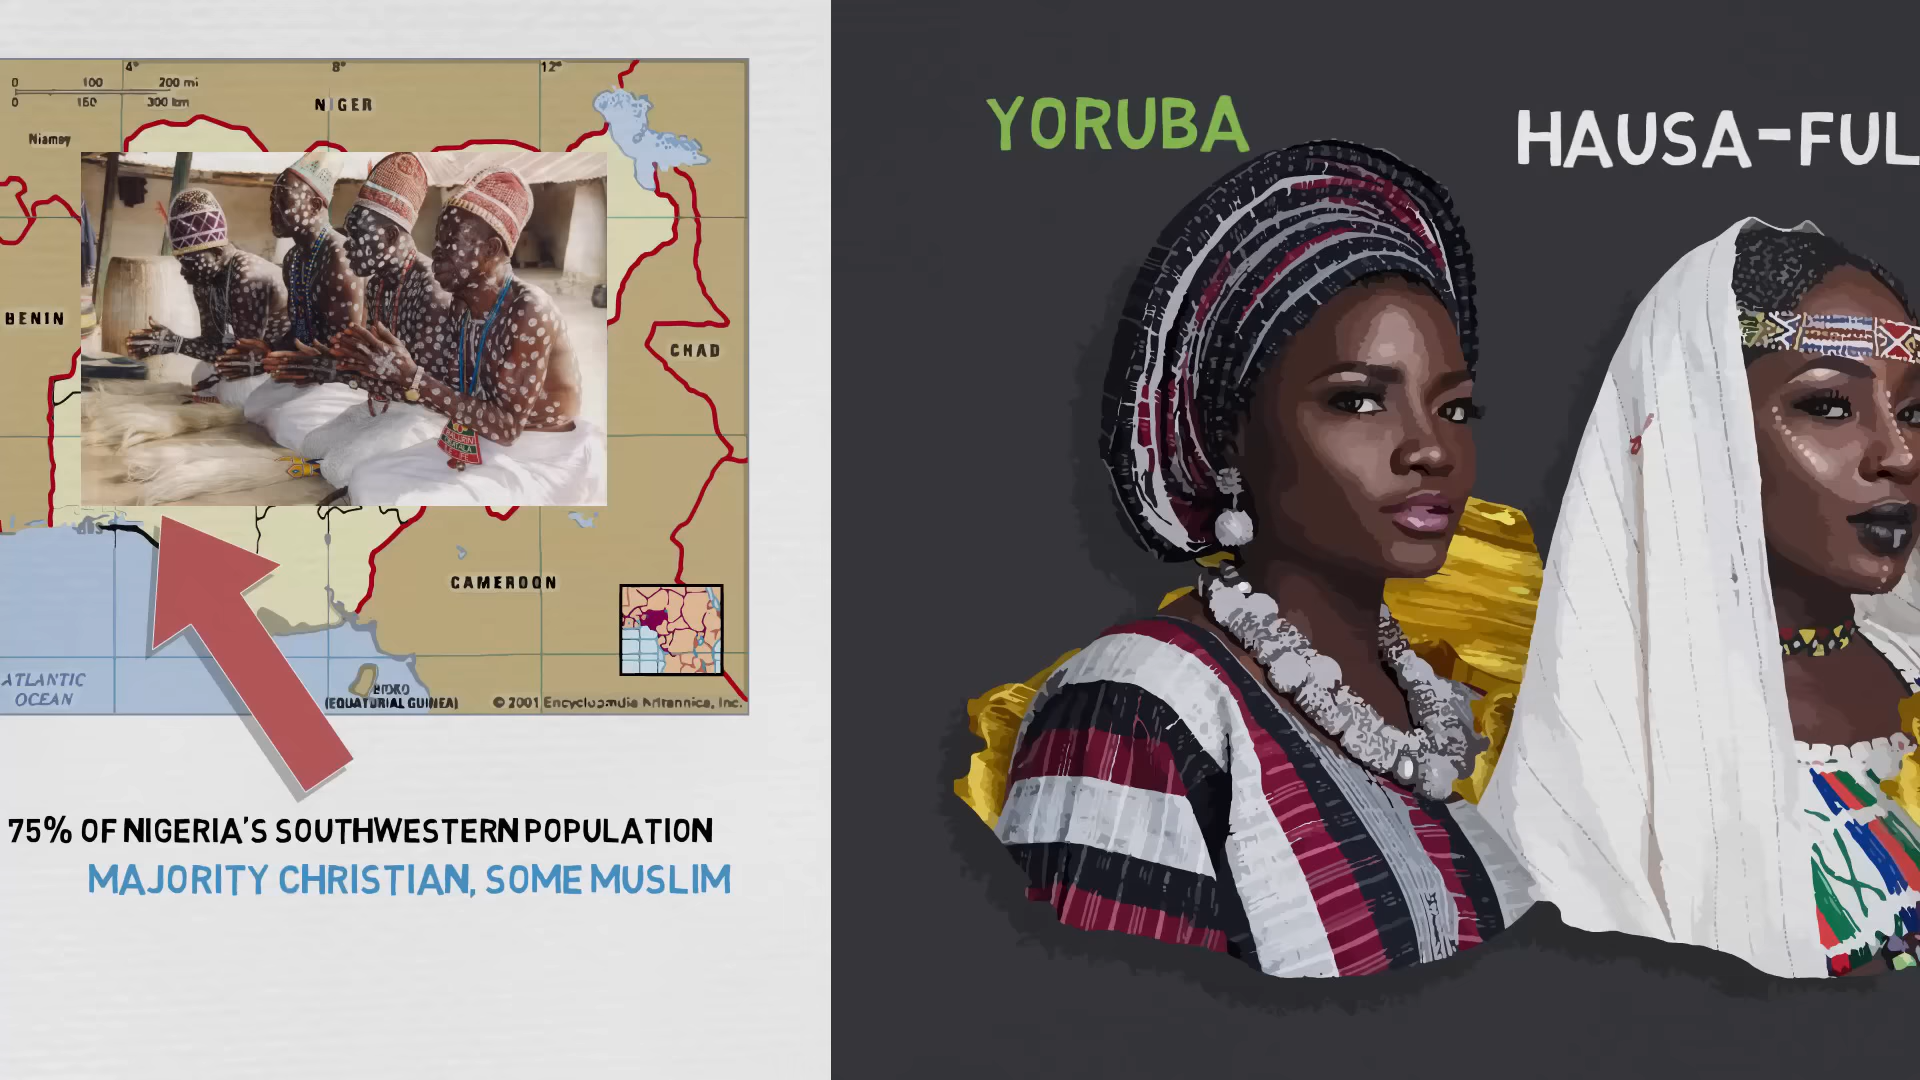 0 100 200 mi
0 150 300 km
4° 8° 12°
NIGER
Niamey
BENIN
CHAD
CAMEROON
ATLANTIC
OCEAN
BIOKO
(EQUATORIAL GUINEA)
© 2001 Encyclopædia Britannica, Inc.
75% OF NIGERIA'S SOUTHWESTERN POPULATION
MAJORITY CHRISTIAN, SOME MUSLIM
YORUBA
HAUSA-FUL